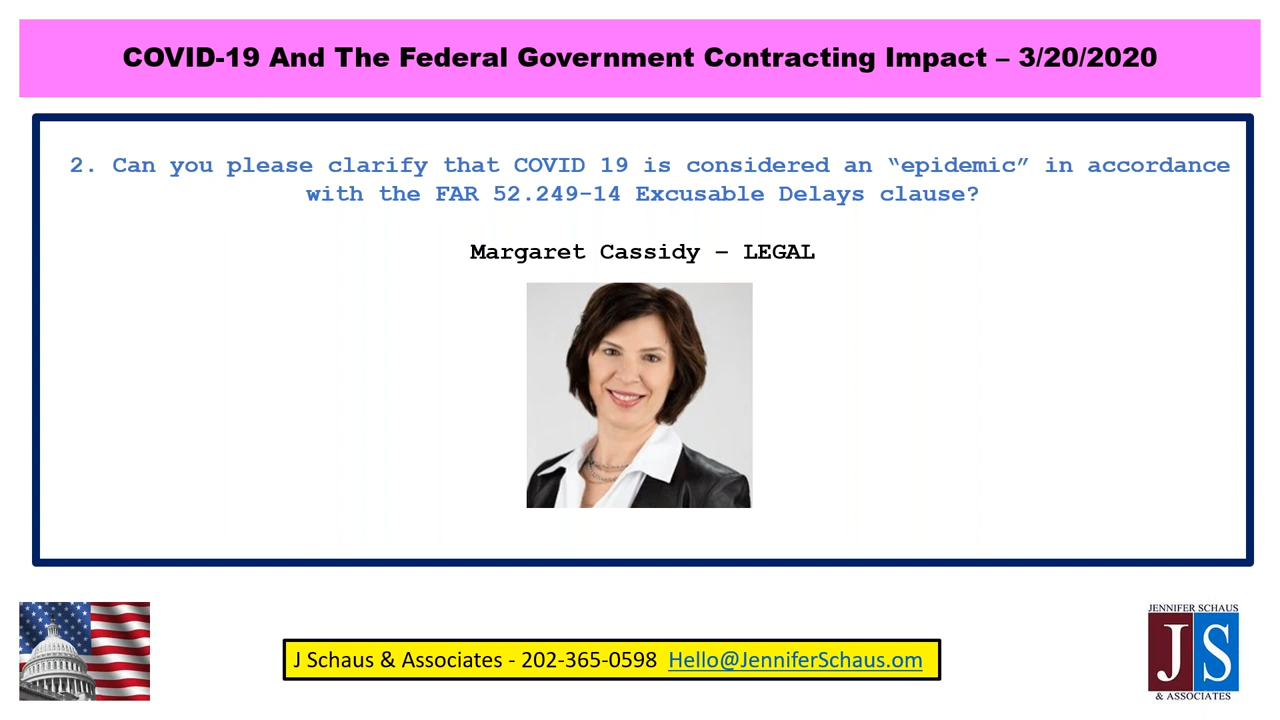 COVID-19 And The Federal Government Contracting Impact – 3/20/2020
2. Can you please clarify that COVID 19 is considered an “epidemic” in accordance
with the FAR 52.249-14 Excusable Delays clause?
Margaret Cassidy – LEGAL
J Schaus & Associates - 202-365-0598 Hello@JenniferSchaus.om
JENNIFER SCHAUS
JS
& ASSOCIATES